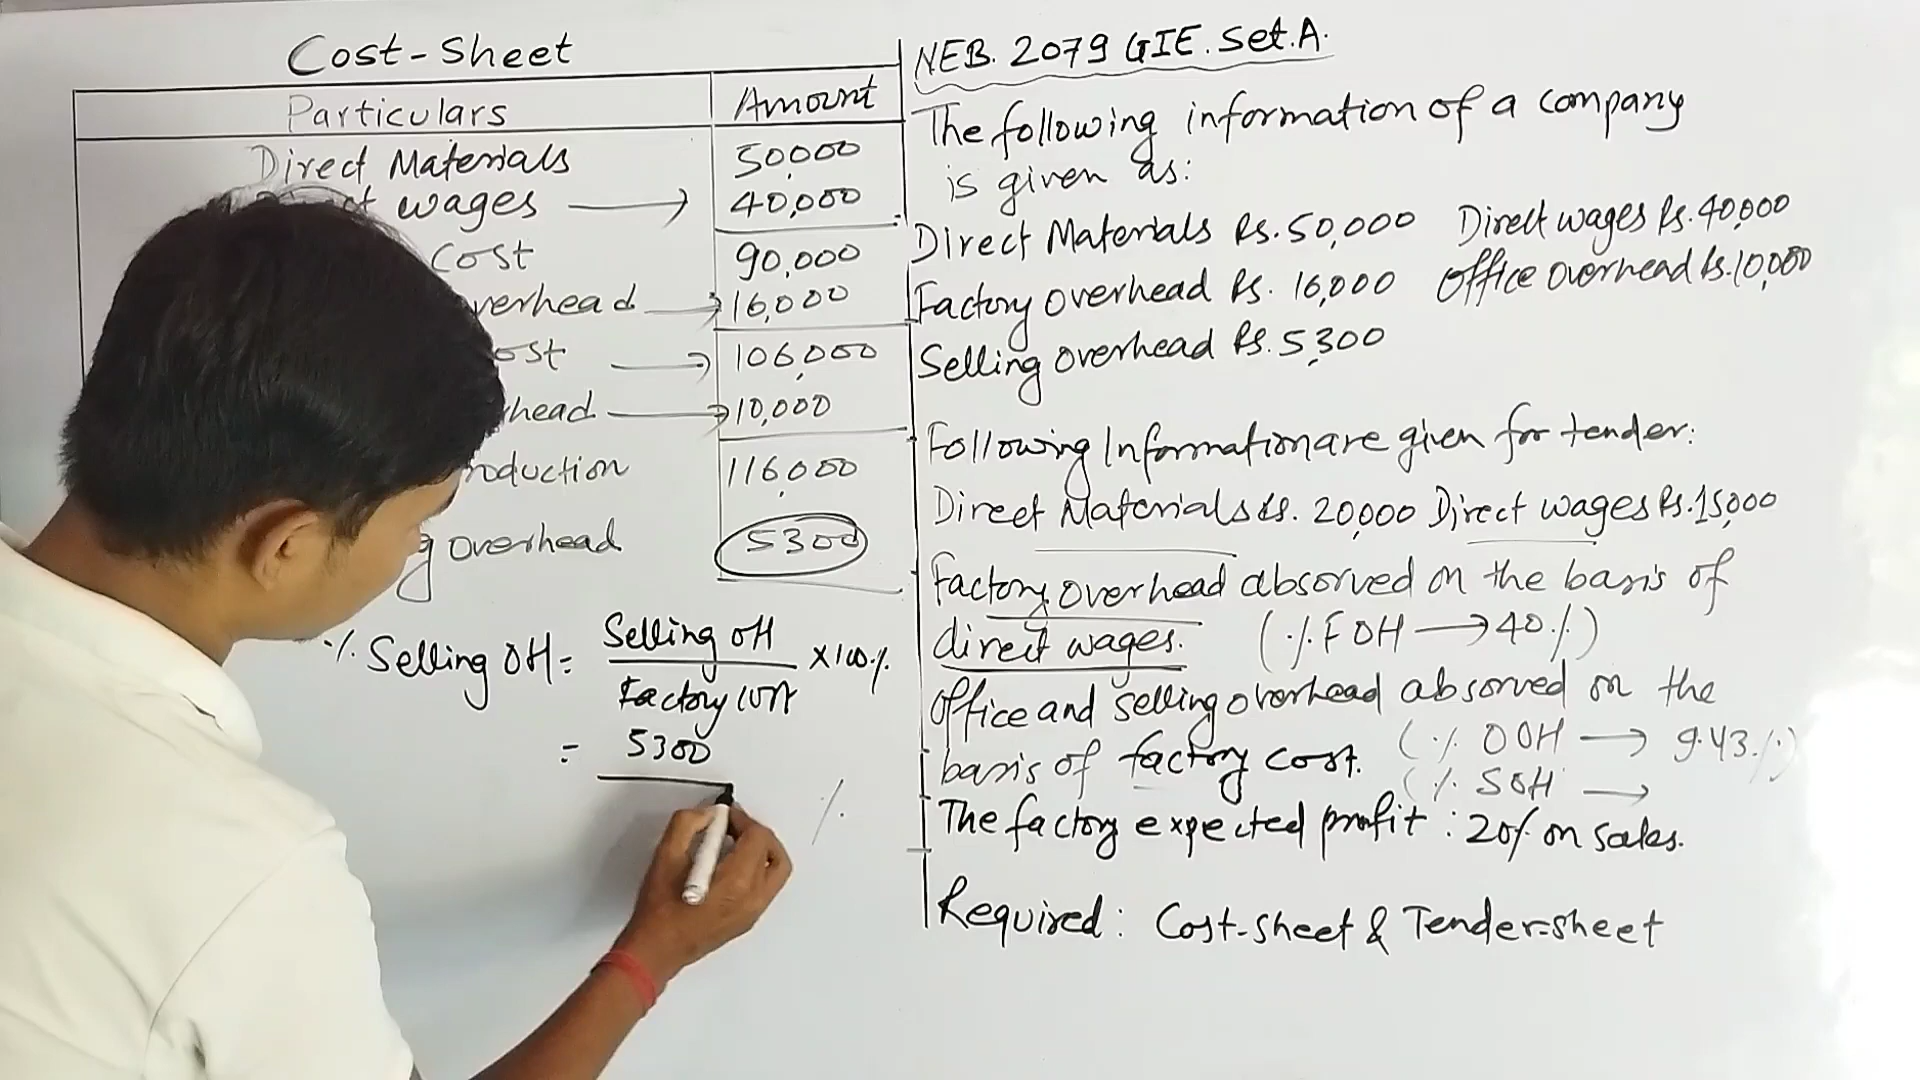 Cost-Sheet
Particulars Amount
Direct Materials 50,000
wages → 40,000
Cost 90,000
verhead → 16,000
ost → 106,000
head → 10,000
roduction 116,000
g overhead 5300
% Selling OH = Selling OH / Factory Cost × 100%
= 5300
%
NEB. 2079 GIE. Set.A.
The following information of a company
is given as:
Direct Materials Rs. 50,000 Direct wages Rs. 40,000
Factory overhead Rs. 16,000 Office overhead Rs. 10,000
Selling overhead Rs. 5,300
Following Information are given for tender:
Direct Materials Rs. 20,000 Direct wages Rs. 15,000
Factory overhead absorved on the basis of
direct wages. (% FOH → 40%)
Office and selling overhead absorved on the
basis of factory cost. (% OOH → 9.43%)
(% SOH →
The factory expected profit : 20% on sales.
Required : Cost-sheet & Tender-sheet